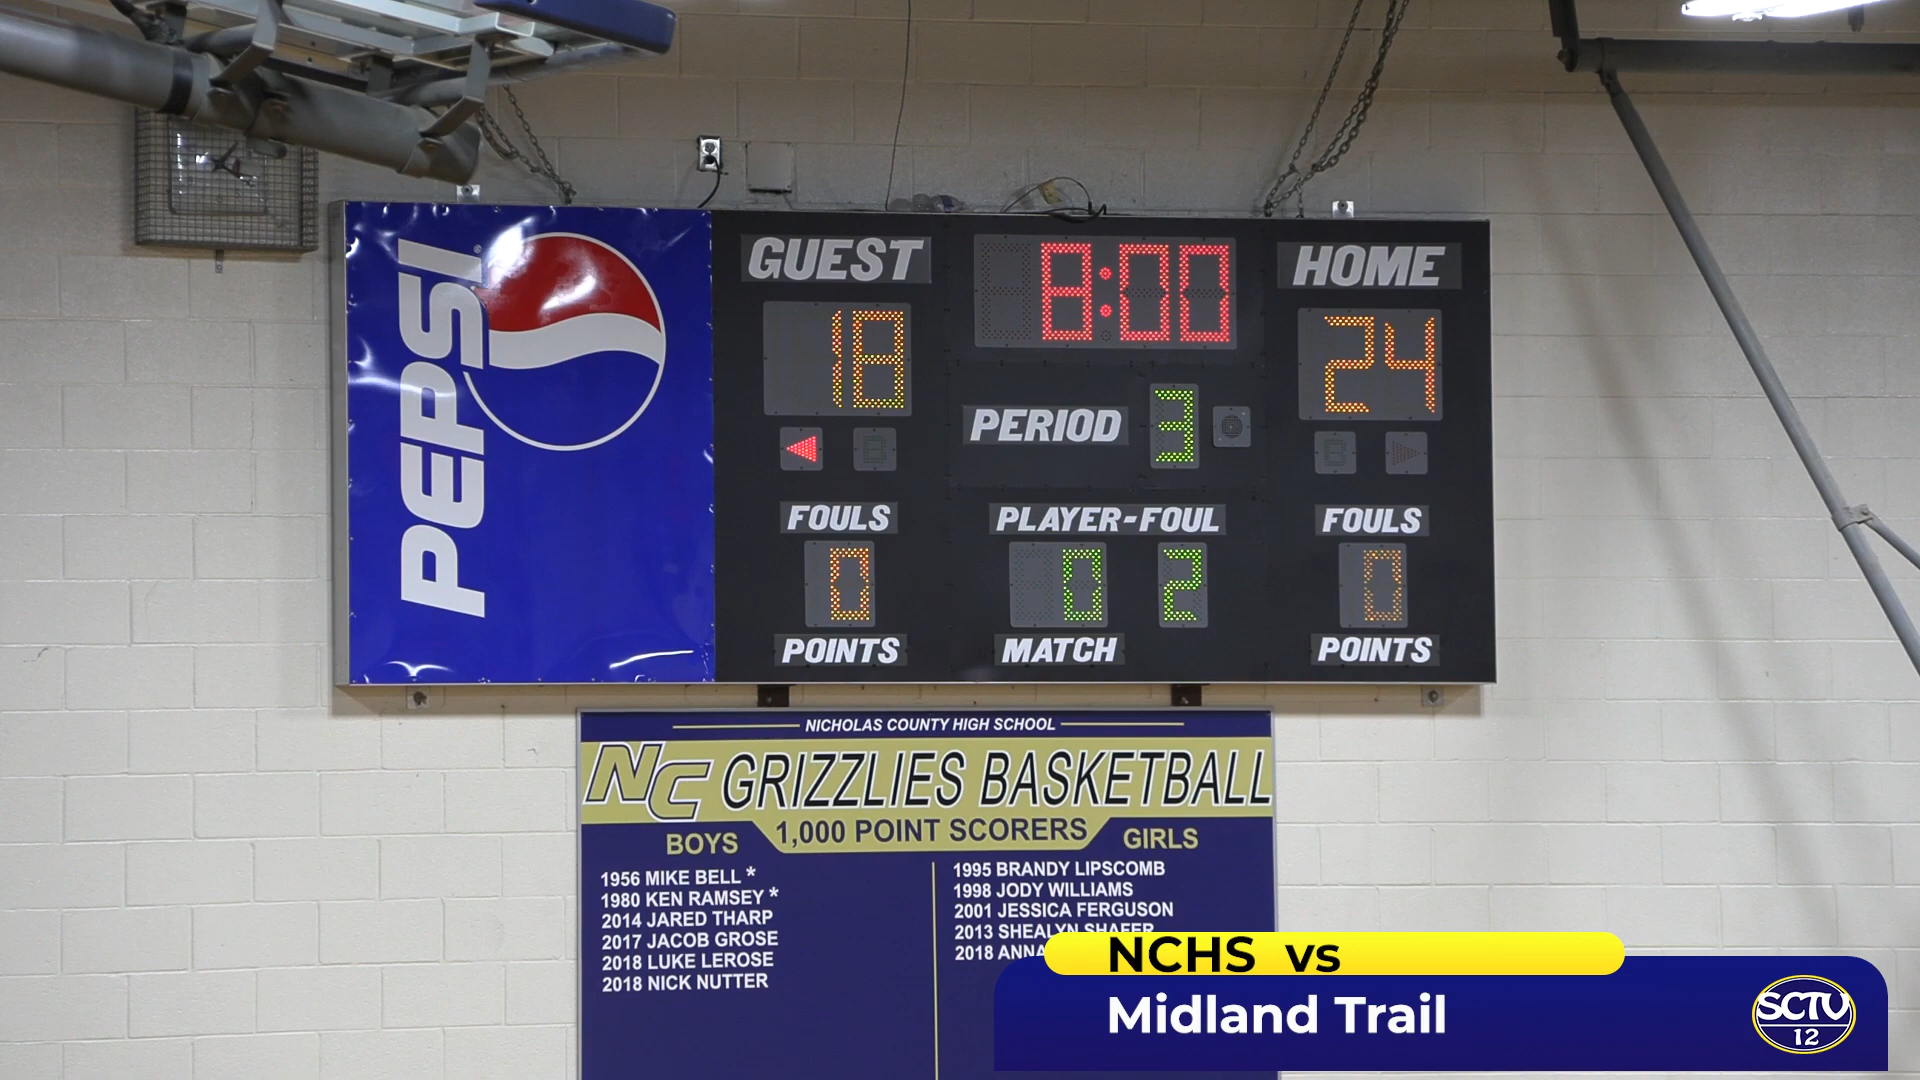 PEPSI
GUEST
8:00
HOME
18
24
PERIOD
3
FOULS
PLAYER-FOUL
FOULS
0
0 2
0
POINTS
MATCH
POINTS
NICHOLAS COUNTY HIGH SCHOOL
NC GRIZZLIES BASKETBALL
1,000 POINT SCORERS
BOYS
1956 MIKE BELL *
1980 KEN RAMSEY *
2014 JARED THARP
2017 JACOB GROSE
2018 LUKE LEROSE
2018 NICK NUTTER
GIRLS
1995 BRANDY LIPSCOMB
1998 JODY WILLIAMS
2001 JESSICA FERGUSON
2013 SHEALYN SHAFER
2018 ANNA
NCHS vs
Midland Trail
SCTV
12